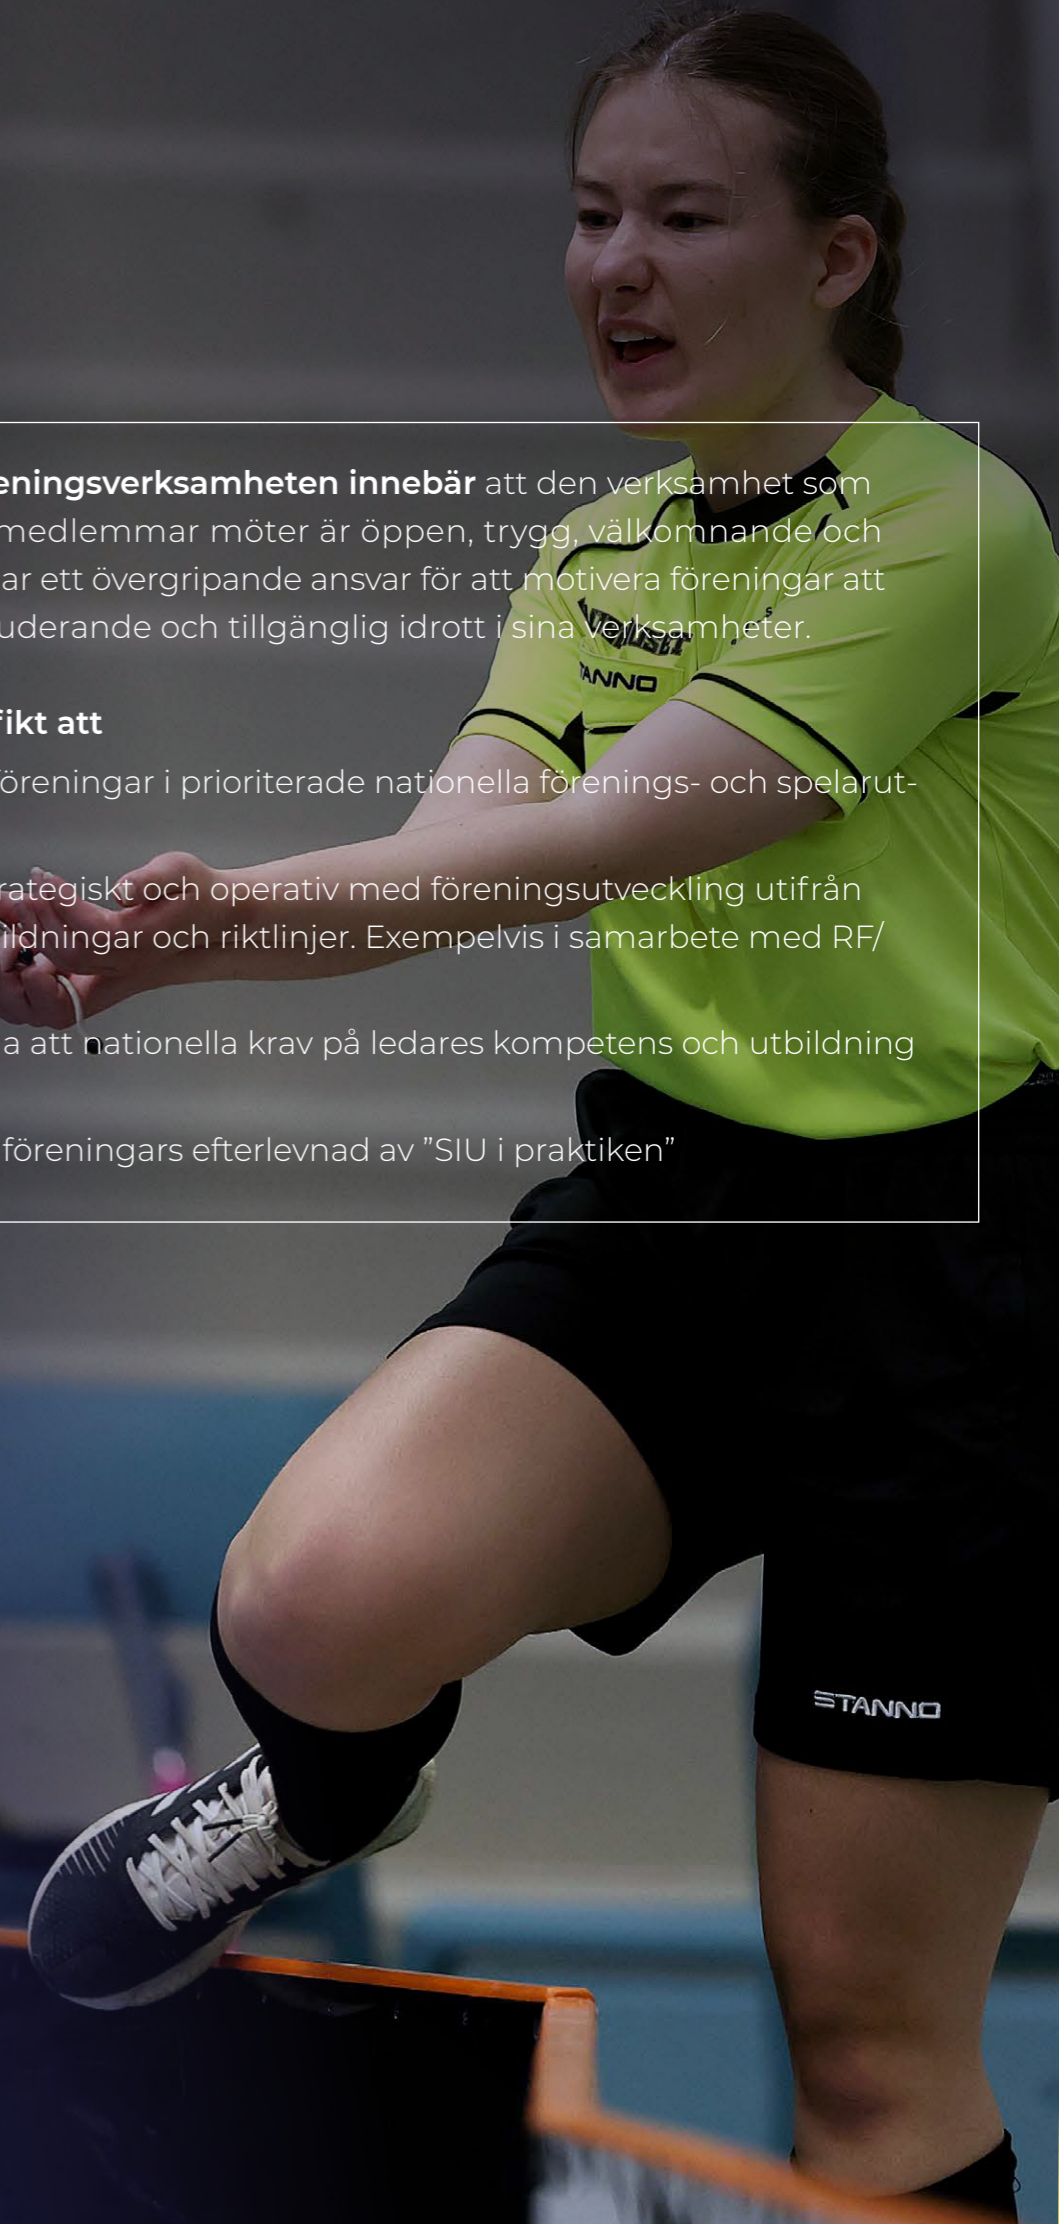 eningsverksamheten innebär att den verksamhet som
medlemmar möter är öppen, trygg, välkomnande och
ar ett övergripande ansvar för att motivera föreningar att
uderande och tillgänglig idrott i sina verksamheter.
fikt att
föreningar i prioriterade nationella förenings- och spelarut-
rategiskt och operativ med föreningsutveckling utifrån
ildningar och riktlinjer. Exempelvis i samarbete med RF/
a att nationella krav på ledares kompetens och utbildning
föreningars efterlevnad av ”SIU i praktiken”
TANNO
STANNO